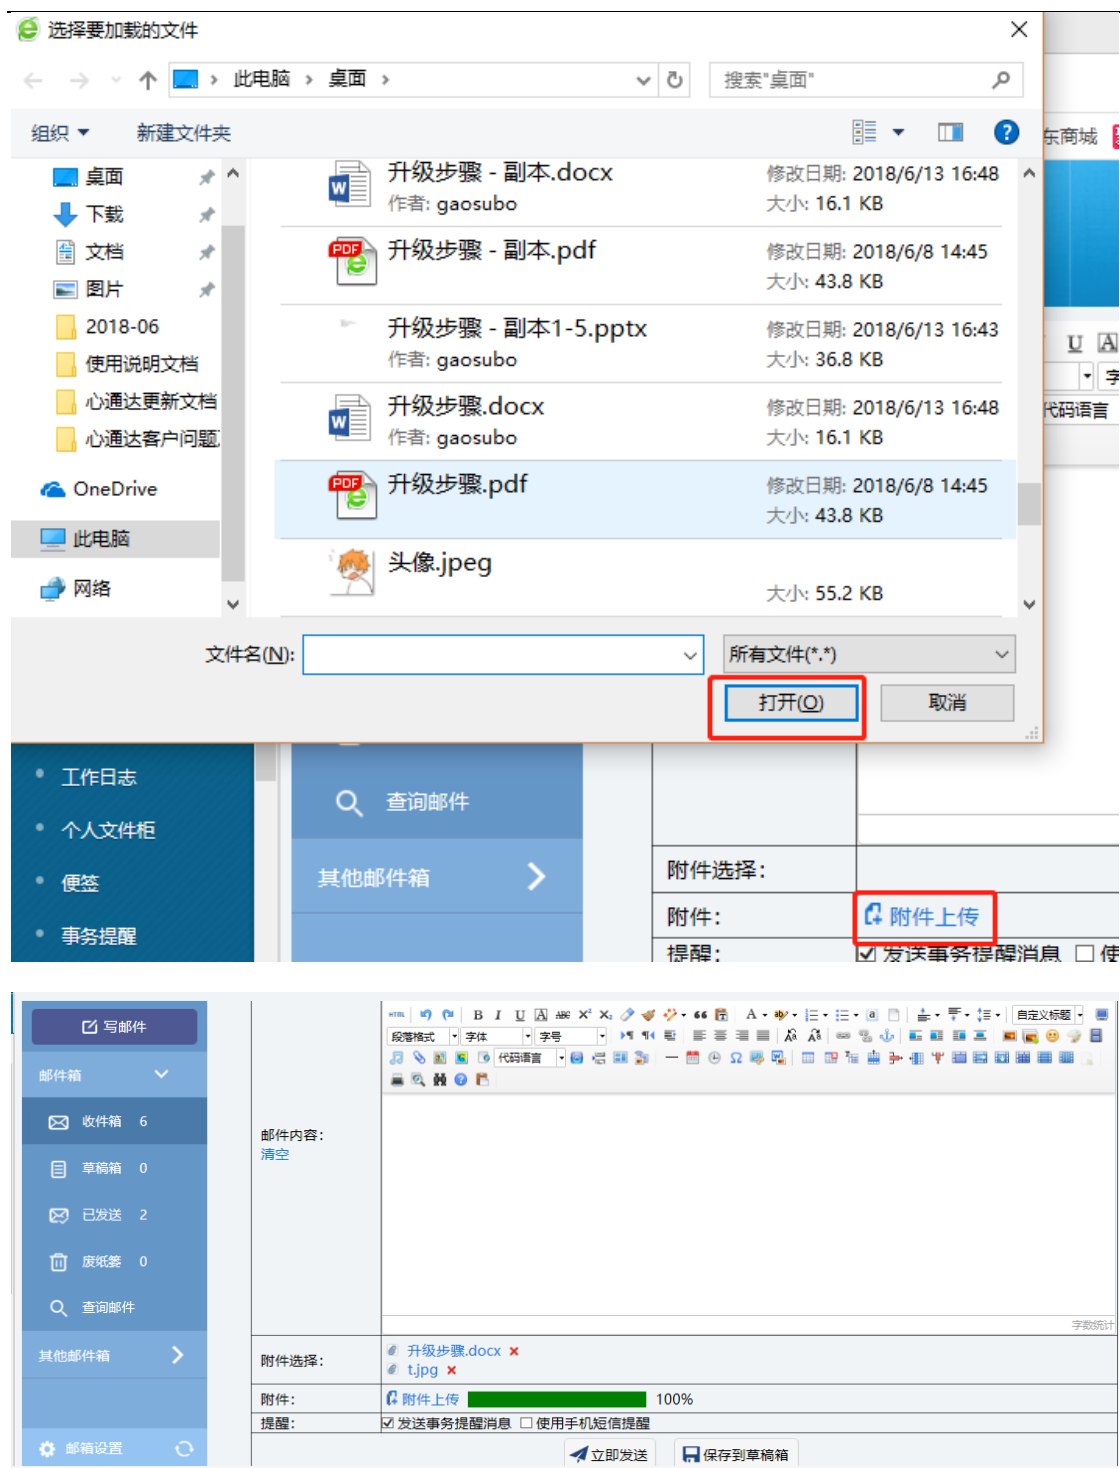 选择要加载的文件
此电脑 › 桌面 ›
搜索"桌面"
组织 新建文件夹
东商城
桌面
下载
文档
图片
2018-06
使用说明文档
心通达更新文档
心通达客户问题
OneDrive
此电脑
网络
升级步骤 - 副本.docx 修改日期: 2018/6/13 16:48
作者: gaosubo 大小: 16.1 KB
升级步骤 - 副本.pdf 修改日期: 2018/6/8 14:45
大小: 43.8 KB
升级步骤 - 副本1-5.pptx 修改日期: 2018/6/13 16:43
作者: gaosubo 大小: 36.8 KB
升级步骤.docx 修改日期: 2018/6/13 16:48
作者: gaosubo 大小: 16.1 KB
升级步骤.pdf 修改日期: 2018/6/8 14:45
大小: 43.8 KB
头像.jpeg
大小: 55.2 KB
U A
字
代码语言
文件名(N): 所有文件(*.*)
打开(O) 取消
工作日志
个人文件柜
便签
事务提醒
查询邮件
其他邮件箱
附件选择:
附件: 附件上传
提醒: 发送事务提醒消息 使
写邮件
邮件箱
收件箱 6
草稿箱 0
已发送 2
废纸篓 0
查询邮件
其他邮件箱
邮箱设置
HTML B I U A ABC X² X₂ A 自定义标题
段落格式 字体 字号
代码语言
邮件内容:
清空
字数统计
附件选择: 升级步骤.docx
t.jpg
附件: 附件上传 100%
提醒: 发送事务提醒消息 使用手机短信提醒
立即发送 保存到草稿箱